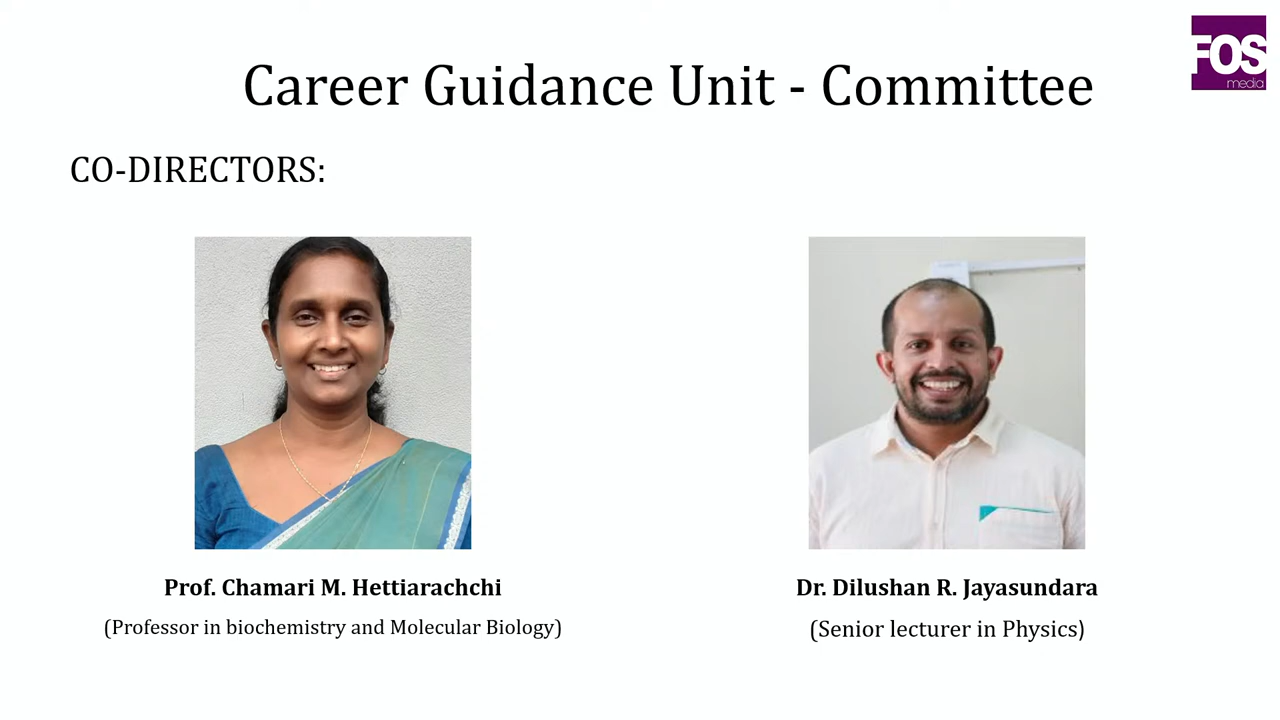 FOS
media
Career Guidance Unit - Committee
CO-DIRECTORS:
Prof. Chamari M. Hettiarachchi
(Professor in biochemistry and Molecular Biology)
Dr. Dilushan R. Jayasundara
(Senior lecturer in Physics)